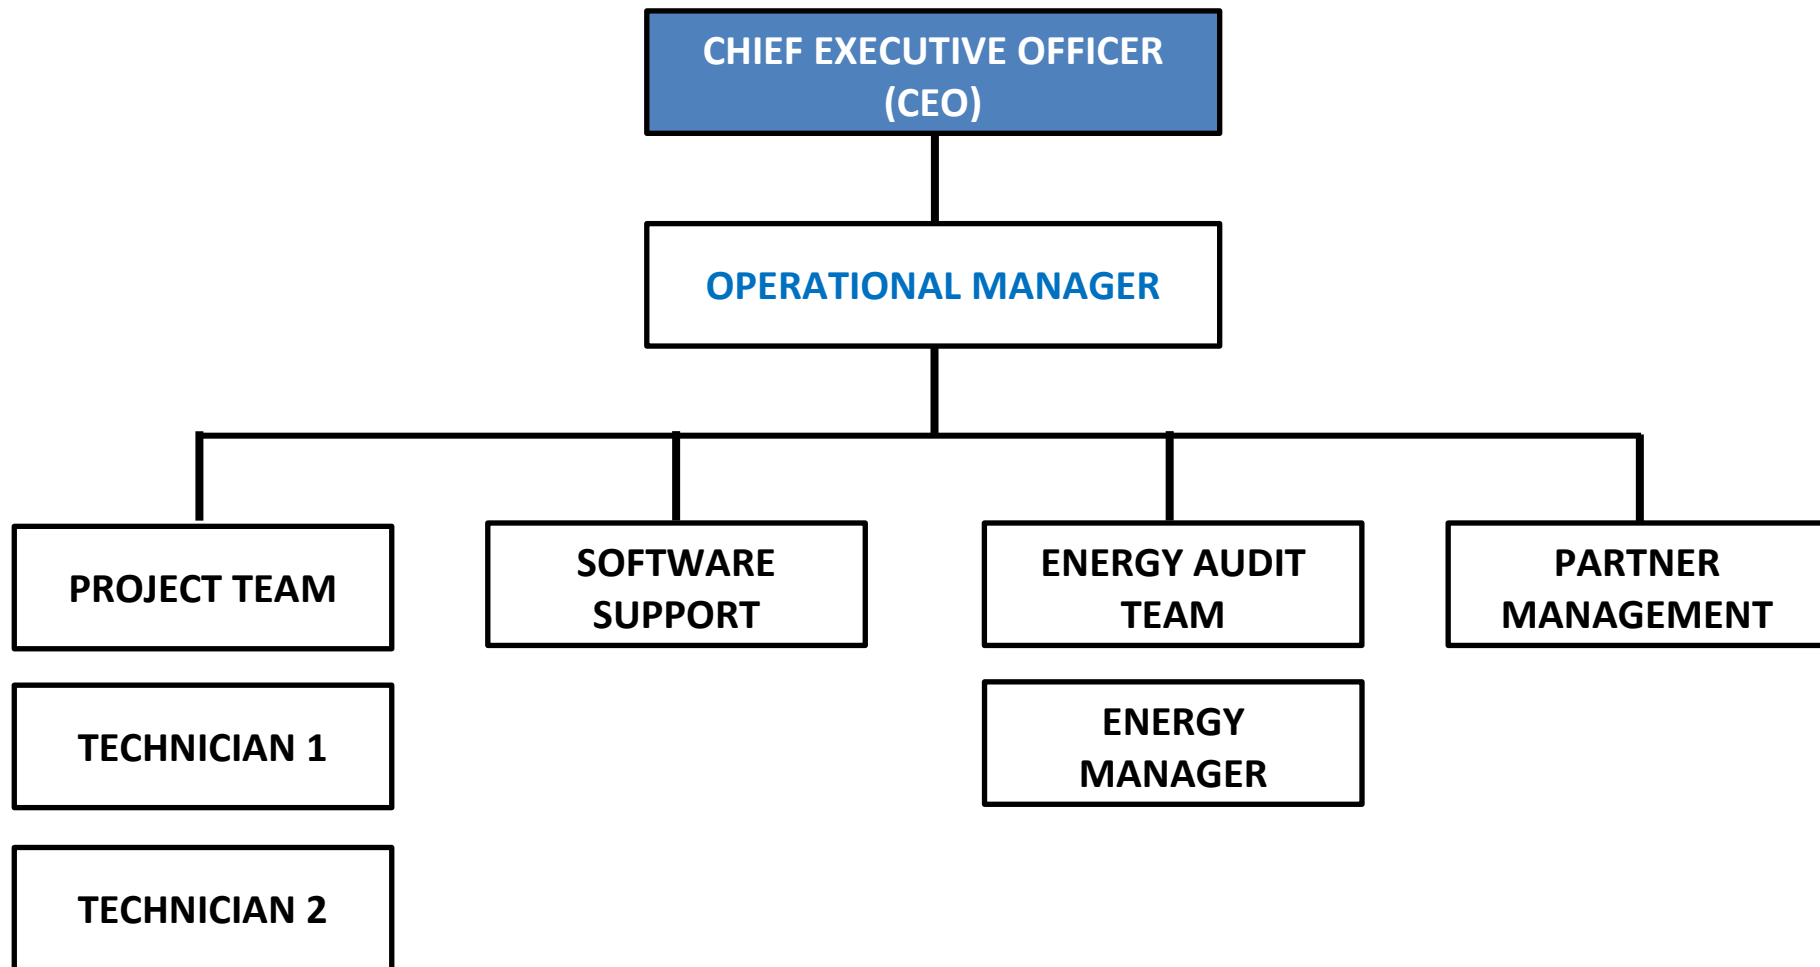 CHIEF EXECUTIVE OFFICER
(CEO)
OPERATIONAL MANAGER
PROJECT TEAM
SOFTWARE
SUPPORT
ENERGY AUDIT
TEAM
PARTNER
MANAGEMENT
TECHNICIAN 1
ENERGY
MANAGER
TECHNICIAN 2